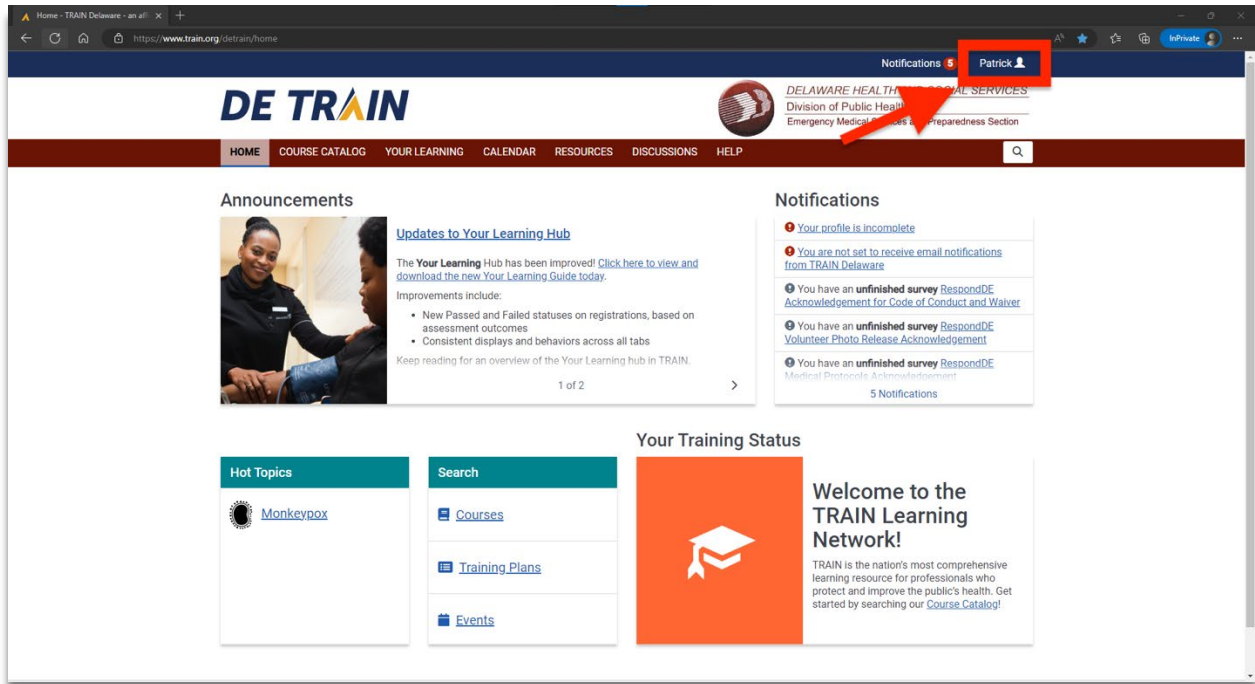 Home - TRAIN Delaware - an affi
https://www.train.org/detrain/home
InPrivate
Notifications 5
Patrick
DE TRAIN
DELAWARE HEALTH SOCIAL SERVICES
Division of Public Heal
Emergency Medical Preparedness Section
HOME COURSE CATALOG YOUR LEARNING CALENDAR RESOURCES DISCUSSIONS HELP
Announcements
Updates to Your Learning Hub
The Your Learning Hub has been improved! Click here to view and
download the new Your Learning Guide today.
Improvements include:
• New Passed and Failed statuses on registrations, based on
assessment outcomes
• Consistent displays and behaviors across all tabs
Keep reading for an overview of the Your Learning hub in TRAIN.
1 of 2
Notifications
Your profile is incomplete
You are not set to receive email notifications
from TRAIN Delaware
You have an unfinished survey RespondDE
Acknowledgement for Code of Conduct and Waiver
You have an unfinished survey RespondDE
Volunteer Photo Release Acknowledgement
You have an unfinished survey RespondDE
Medical Protocols Acknowledgement
5 Notifications
Hot Topics
Monkeypox
Search
Courses
Training Plans
Events
Your Training Status
Welcome to the
TRAIN Learning
Network!
TRAIN is the nation's most comprehensive
learning resource for professionals who
protect and improve the public's health. Get
started by searching our Course Catalog!